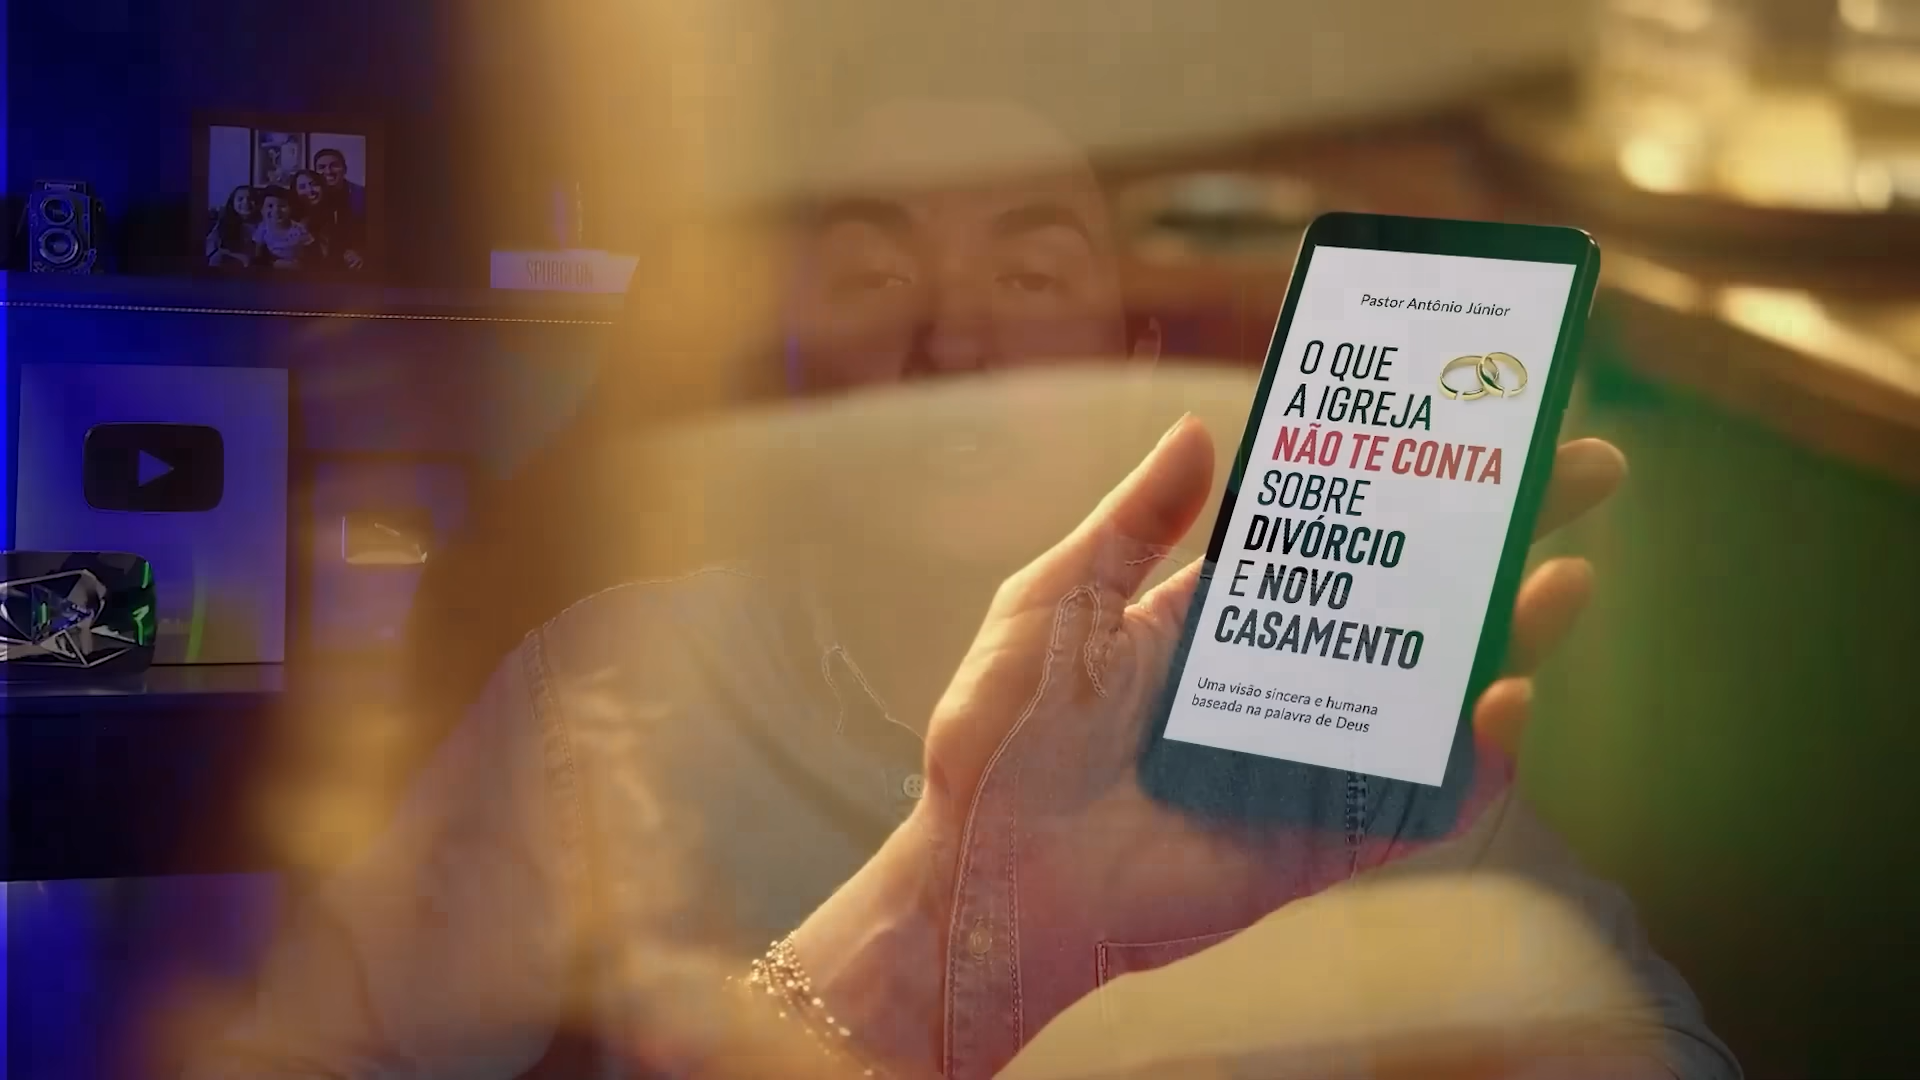 SPURGEON
Pastor Antônio Júnior
O QUE
A IGREJA
NÃO TE CONTA
SOBRE
DIVÓRCIO
E NOVO
CASAMENTO
Uma visão sincera e humana
baseada na palavra de Deus